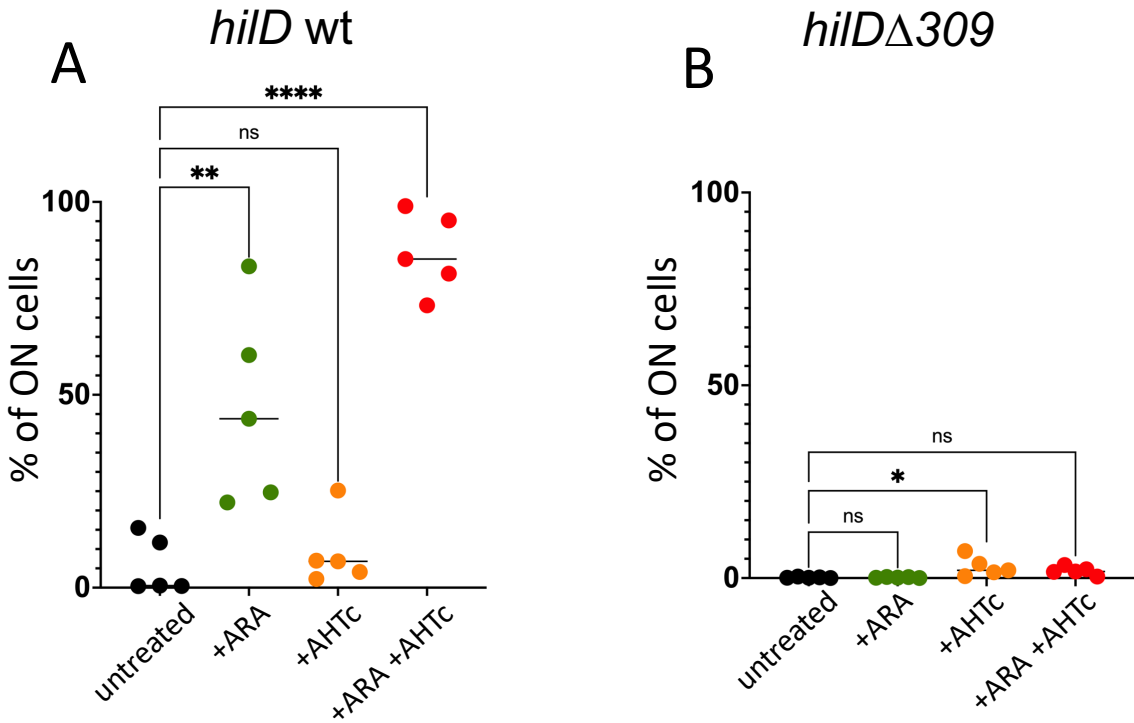 hilD wt
A
****
ns
**
100
50
0
% of ON cells
untreated
+ARA
+AHTc
+ARA +AHTc
hilDΔ309
B
100
50
0
% of ON cells
ns
*
ns
untreated
+ARA
+AHTc
+ARA +AHTc